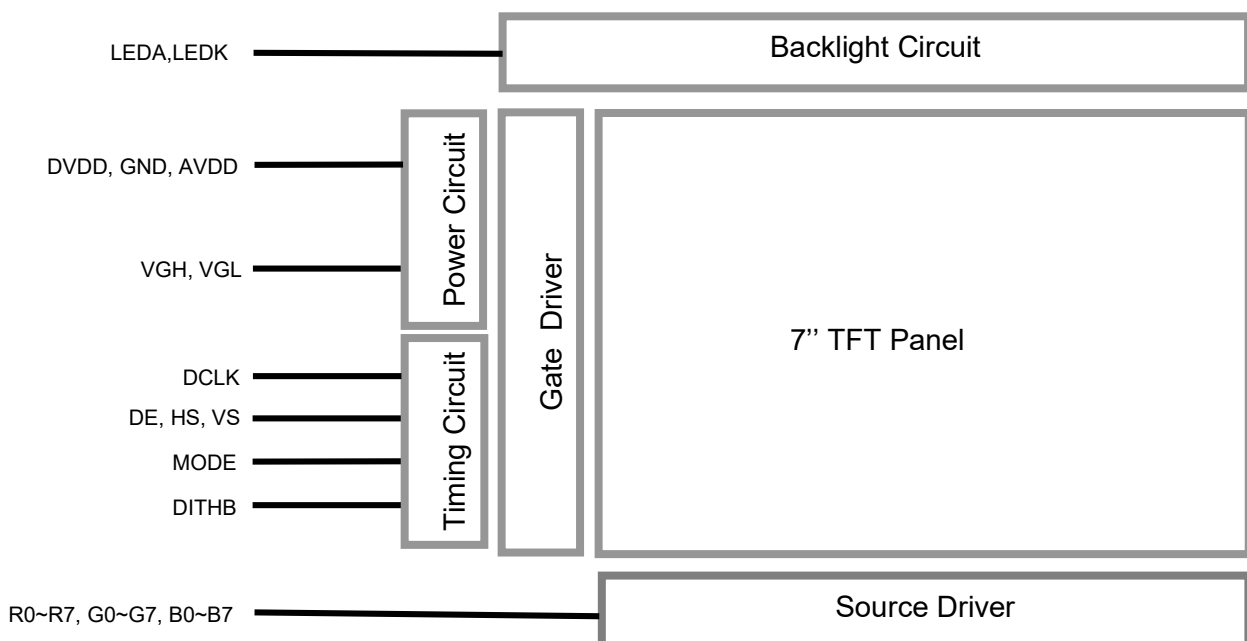 LEDA,LEDK
Backlight Circuit
DVDD, GND, AVDD
VGH, VGL
Power Circuit
Gate Driver
7’’ TFT Panel
DCLK
DE, HS, VS
MODE
DITHB
Timing Circuit
R0~R7, G0~G7, B0~B7
Source Driver